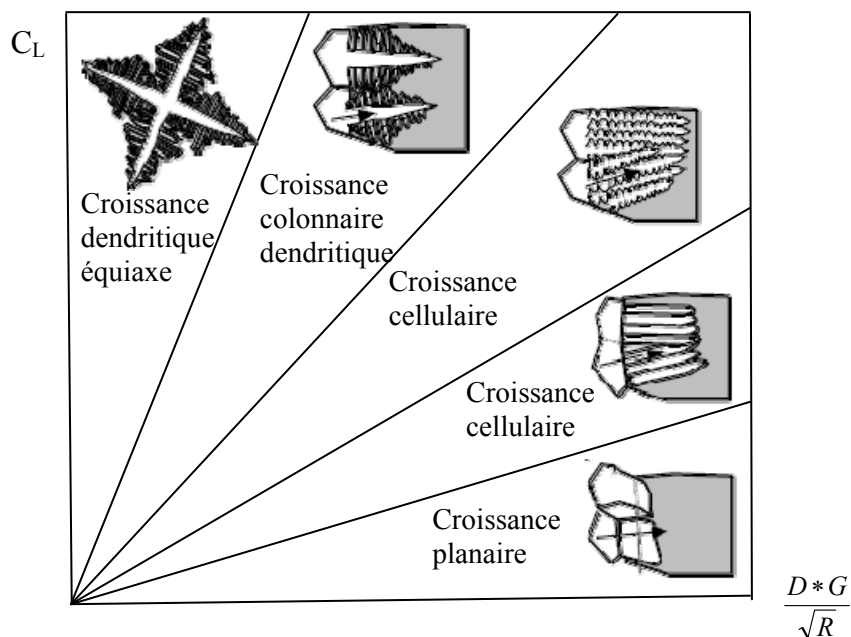 C_L
Croissance
dendritique
équiaxe
Croissance
colonnaire
dendritique
Croissance
cellulaire
Croissance
cellulaire
Croissance
planaire
D * G
√R